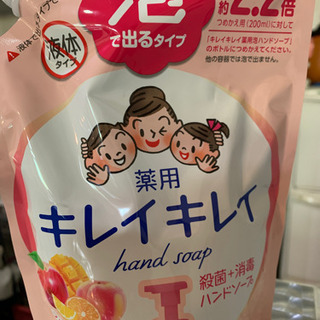 泡
で出るタイプ
液体
タイプ
約2.2倍
つめかえ用(200ml)に対して
「キレイキレイ薬用泡ハンドソープ」
のボトルにつめかえてください。
他の容器では泡で出ません。
薬用
キレイキレイ
hand soap
殺菌+消毒
ハンドソープ